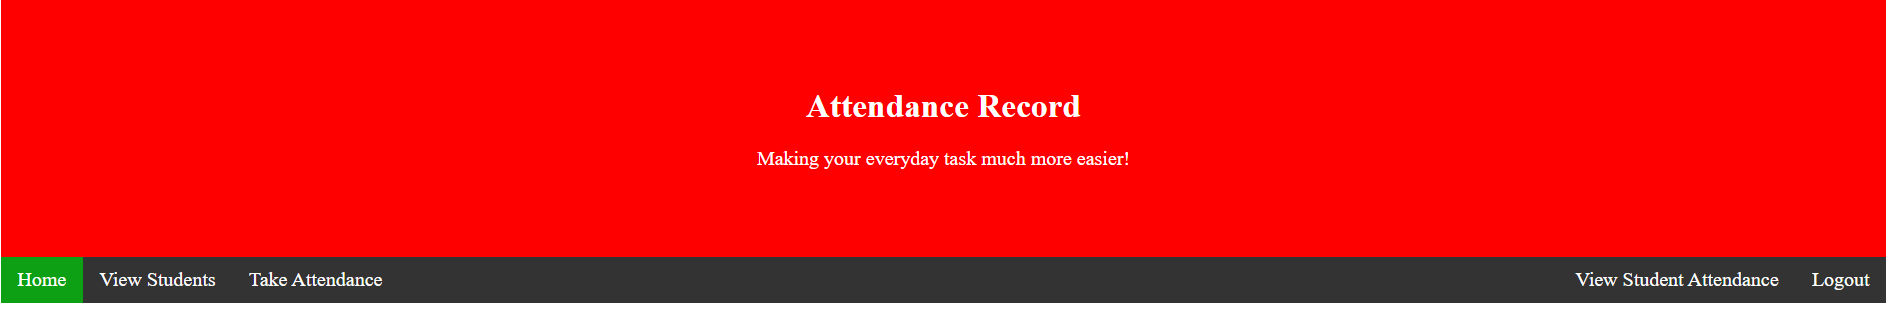 Attendance Record
Making your everyday task much more easier!
Home View Students Take Attendance View Student Attendance Logout